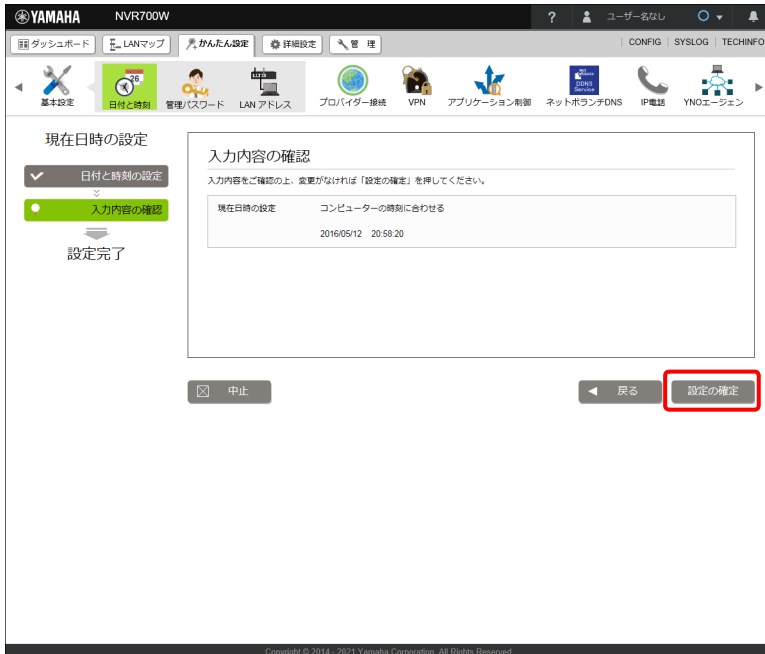 YAMAHA NVR700W ? ユーザー名なし
ダッシュボード LANマップ かんたん設定 詳細設定 管 理 CONFIG SYSLOG TECHINFO
基本設定 日付と時刻 管理パスワード LAN アドレス プロバイダー接続 VPN アプリケーション制御 ネットボランチDNS IP電話 YNOエージェン
26
DDNS
Service
現在日時の設定
日付と時刻の設定
入力内容の確認
設定完了
入力内容の確認
入力内容をご確認の上、変更がなければ「設定の確定」を押してください。
現在日時の設定 コンピューターの時刻に合わせる
2016/05/12 20:58:20
中止 戻る 設定の確定
Copyright © 2014 - 2021 Yamaha Corporation. All Rights Reserved.